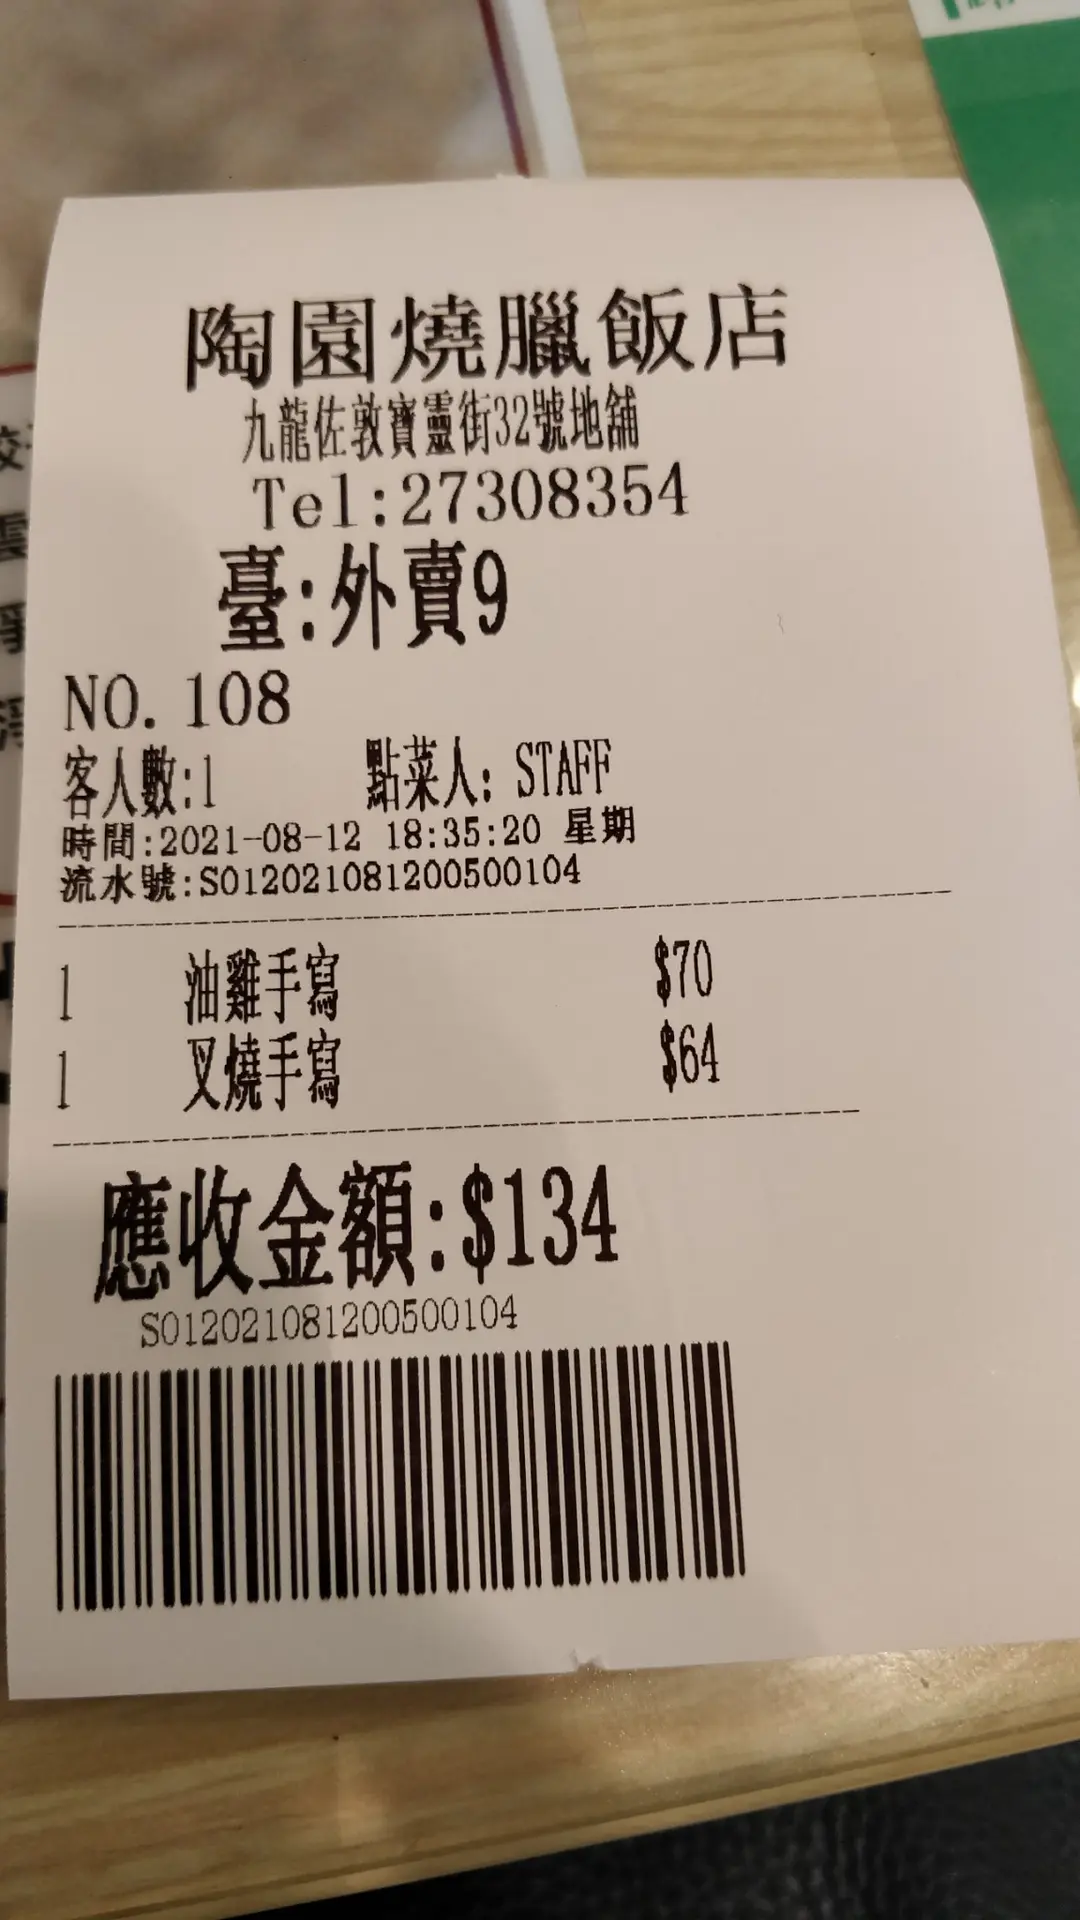 陶園燒臘飯店
九龍佐敦寶靈街32號地舖
Tel:27308354
臺:外賣9
NO.108
客人數:1 點菜人: STAFF
時間:2021-08-12 18:35:20 星期
流水號:S012021081200500104
1 油雞手寫 $70
1 叉燒手寫 $64
應收金額:$134
S012021081200500104